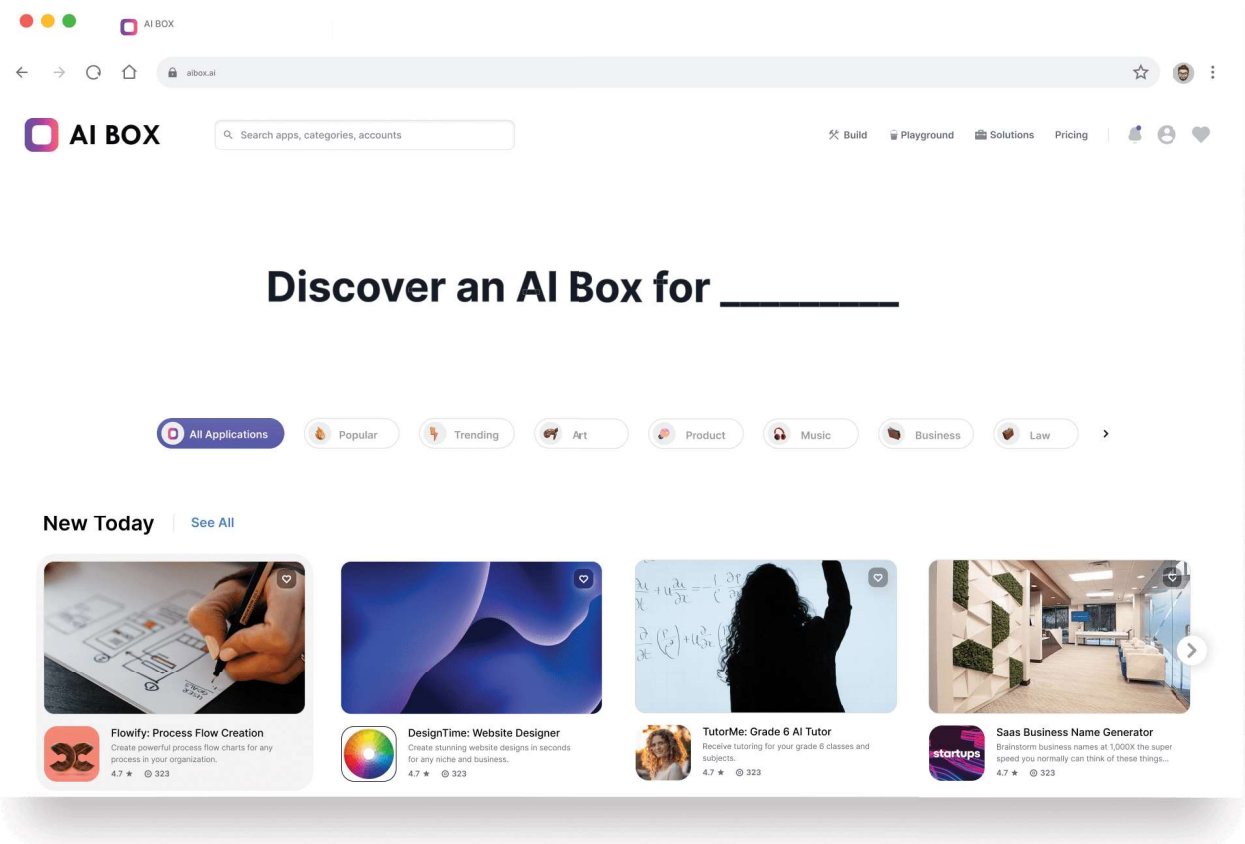 AI BOX
aibox.ai
AI BOX
Search apps, categories, accounts
Build
Playground
Solutions
Pricing
Discover an AI Box for _________
All Applications
Popular
Trending
Art
Product
Music
Business
Law
New Today
See All
USER
GOALS
startups
Flowify: Process Flow Creation
Create powerful process flow charts for any
process in your organization.
4.7 ★ 323
DesignTime: Website Designer
Create stunning website designs in seconds
for any niche and business.
4.7 ★ 323
TutorMe: Grade 6 AI Tutor
Receive tutoring for your grade 6 classes and
subjects.
4.7 ★ 323
Saas Business Name Generator
Brainstorm business names at 1,000X the super
speed you normally can think of these things...
4.7 ★ 323